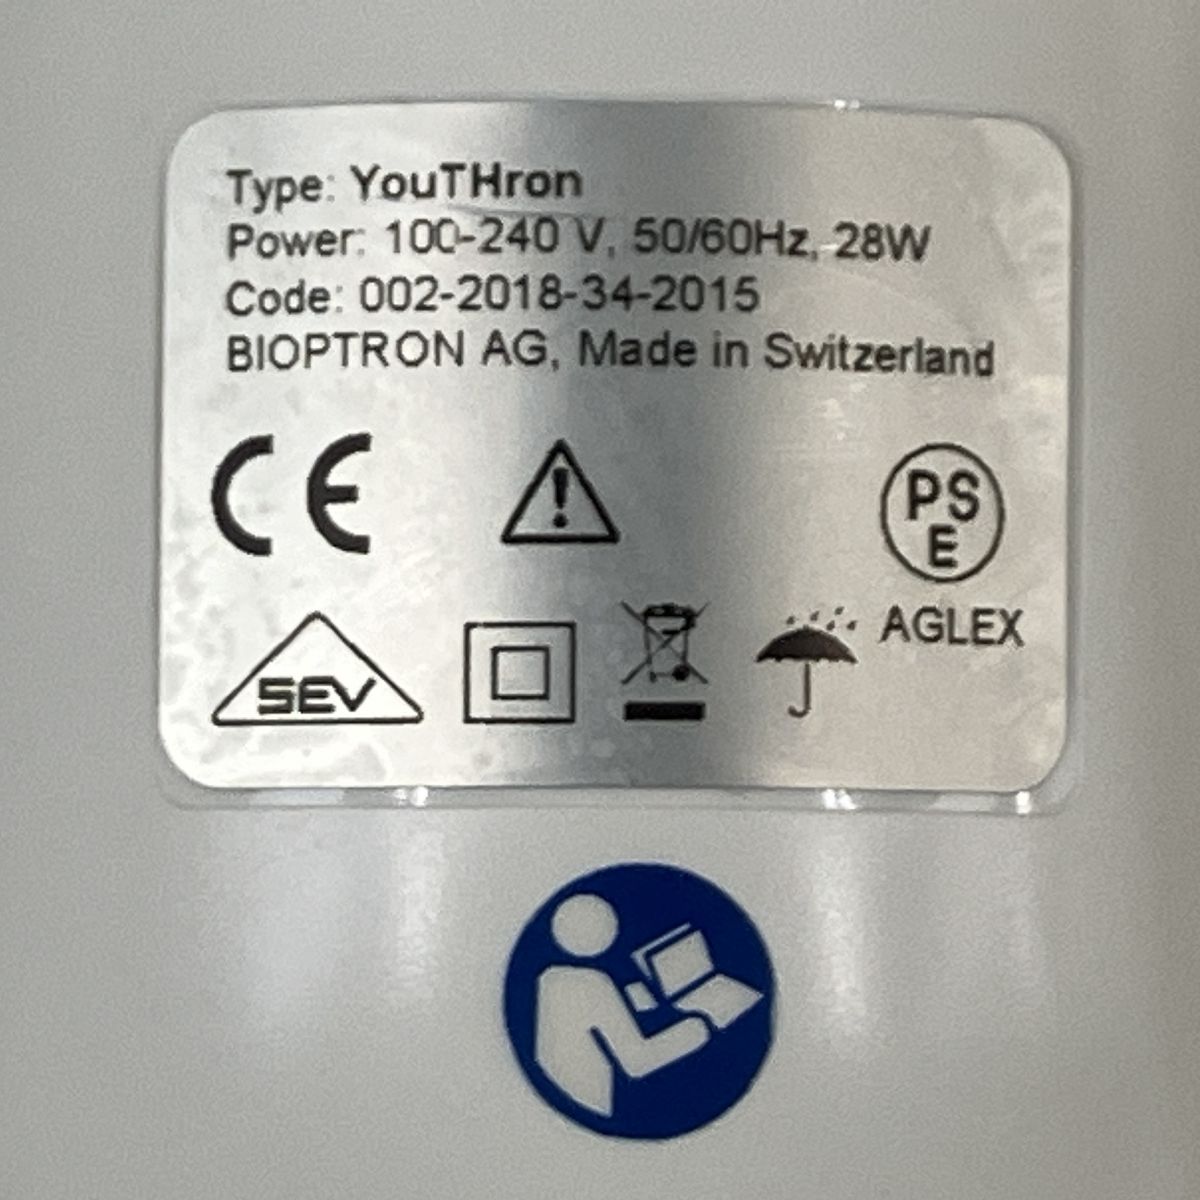 Type: YouTHron
Power: 100-240 V, 50/60Hz, 28W
Code: 002-2018-34-2015
BIOPTRON AG, Made in Switzerland
CE
!
PS
E
SEV
AGLEX